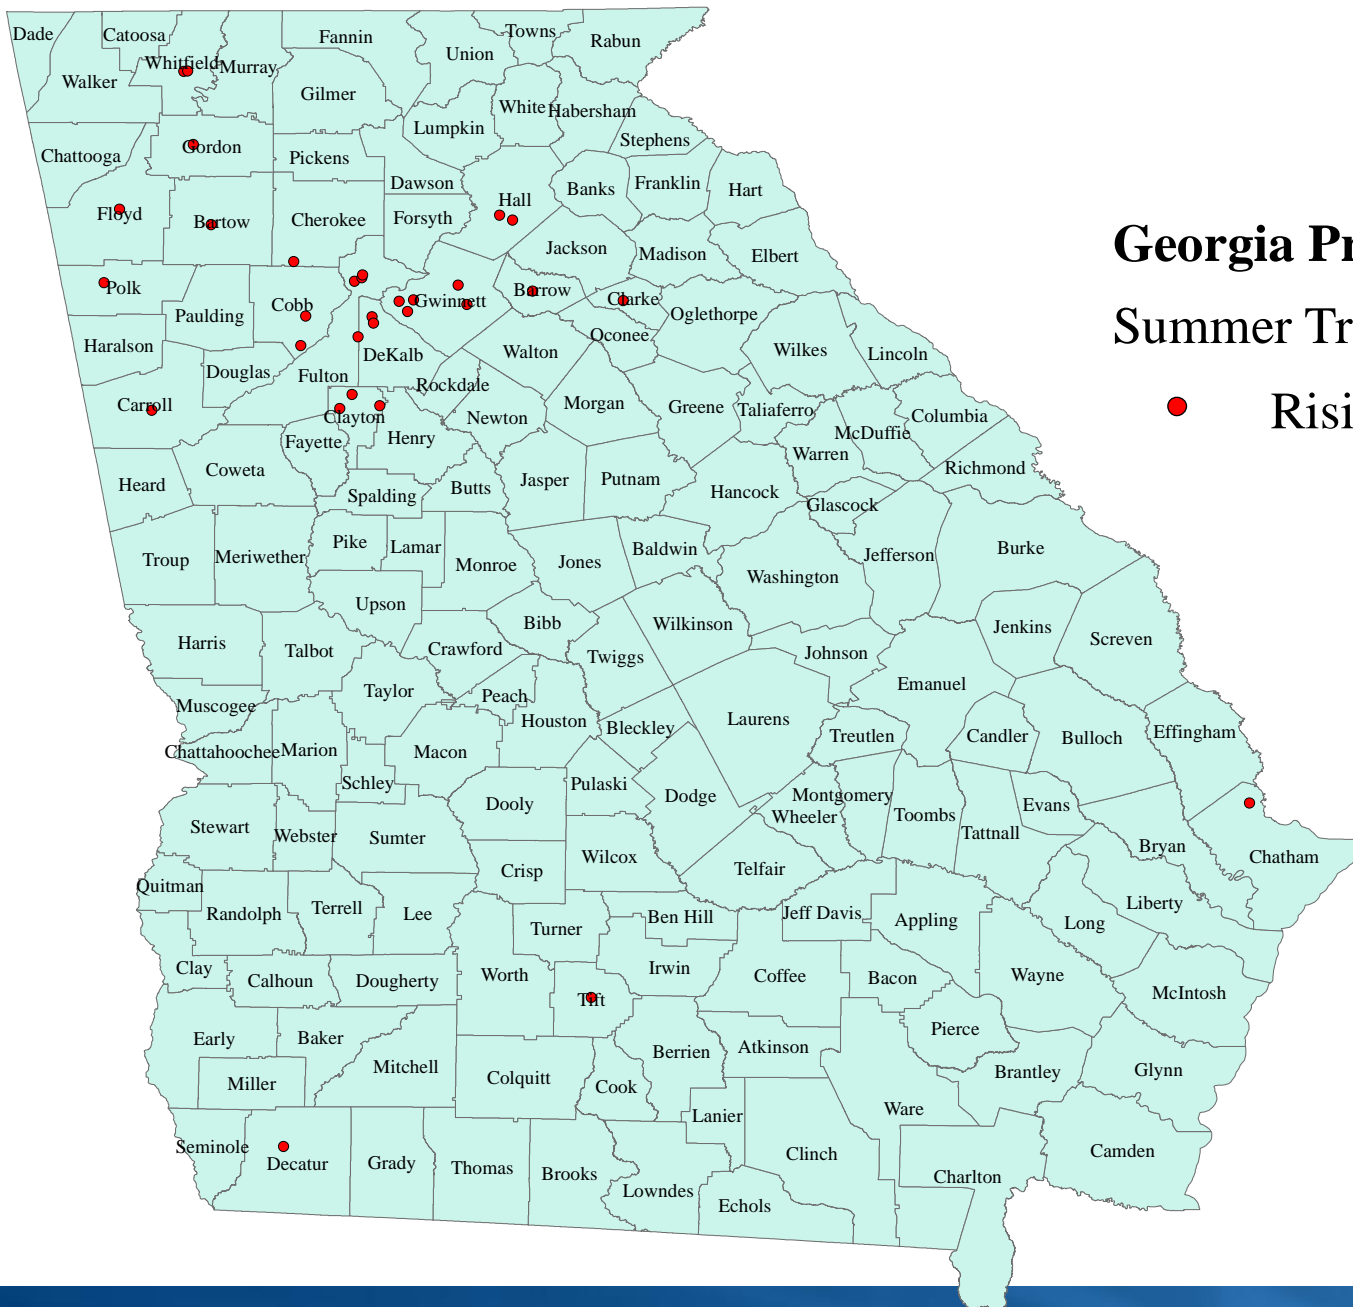 Dade
Catoosa
Fannin
Towns
Union
Rabun
Whitfield
Murray
Walker
Gilmer
White
Habersham
Lumpkin
Stephens
Chattooga
Gordon
Pickens
Dawson
Banks
Franklin
Hart
Hall
Floyd
Bartow
Cherokee
Forsyth
Jackson
Madison
Elbert
Georgia Pr
Polk
Cobb
Gwinnett
Barrow
Clarke
Paulding
Oglethorpe
Summer Tr
Oconee
Haralson
DeKalb
Walton
Wilkes
Lincoln
Douglas
Fulton
Rockdale
Carroll
Clayton
Newton
Morgan
Greene
Taliaferro
Columbia
Risi
Fayette
Henry
McDuffie
Warren
Coweta
Richmond
Heard
Spalding
Butts
Jasper
Putnam
Hancock
Glascock
Troup
Meriwether
Pike
Lamar
Monroe
Jones
Baldwin
Washington
Jefferson
Burke
Upson
Bibb
Wilkinson
Jenkins
Screven
Harris
Talbot
Crawford
Twiggs
Johnson
Taylor
Peach
Emanuel
Muscogee
Houston
Bleckley
Laurens
Treutlen
Candler
Bulloch
Effingham
Chattahoochee
Marion
Macon
Schley
Pulaski
Dodge
Montgomery
Wheeler
Toombs
Evans
Tattnall
Stewart
Webster
Sumter
Dooly
Bryan
Chatham
Crisp
Wilcox
Telfair
Quitman
Randolph
Terrell
Lee
Turner
Ben Hill
Jeff Davis
Appling
Long
Liberty
Clay
Calhoun
Dougherty
Worth
Irwin
Coffee
Bacon
Wayne
McIntosh
Tift
Early
Baker
Pierce
Mitchell
Berrien
Atkinson
Brantley
Glynn
Miller
Colquitt
Cook
Lanier
Ware
Seminole
Decatur
Grady
Thomas
Brooks
Lowndes
Clinch
Echols
Charlton
Camden